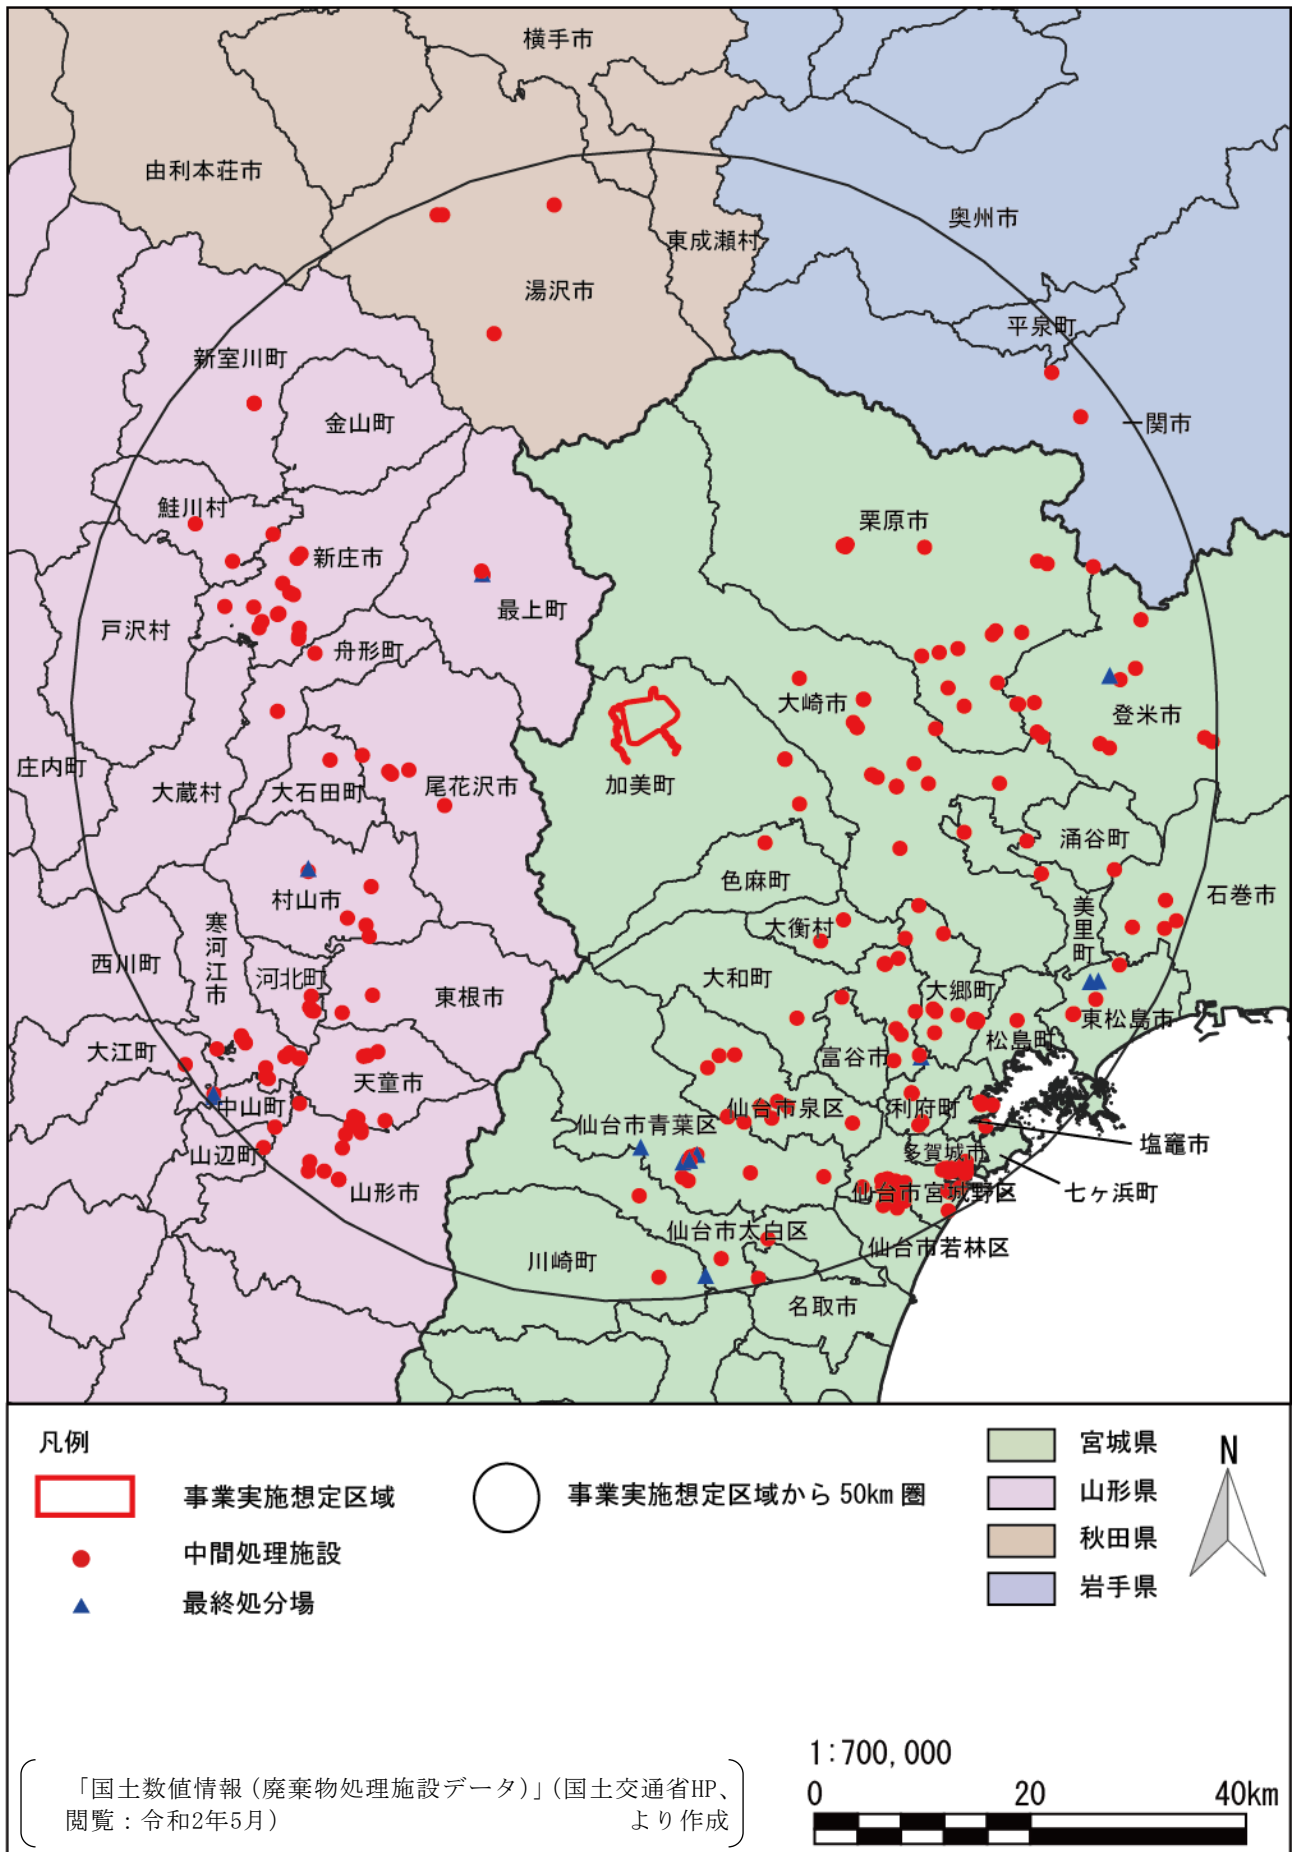 横手市
由利本荘市
奥州市
東成瀬村
湯沢市
平泉町
新室川町
金山町
一関市
鮭川村
栗原市
新庄市
最上町
戸沢村
舟形町
大崎市
登米市
庄内町
加美町
大蔵村
大石田町
尾花沢市
涌谷町
色麻町
石巻市
村山市
寒河江市
大衡村
美里町
西川町
河北町
大和町
東根市
大郷町
東松島市
大江町
松島町
富谷市
天童市
中山町
仙台市泉区
利府町
仙台市青葉区
塩竈市
山辺町
多賀城市
山形市
仙台市宮城野区
七ヶ浜町
仙台市太白区
仙台市若林区
川崎町
名取市
凡例
事業実施想定区域
事業実施想定区域から 50km 圏
中間処理施設
最終処分場
宮城県
山形県
秋田県
岩手県
N
1:700,000
0 20 40km
「国土数値情報（廃棄物処理施設データ）」（国土交通省HP、
閲覧：令和2年5月） より作成